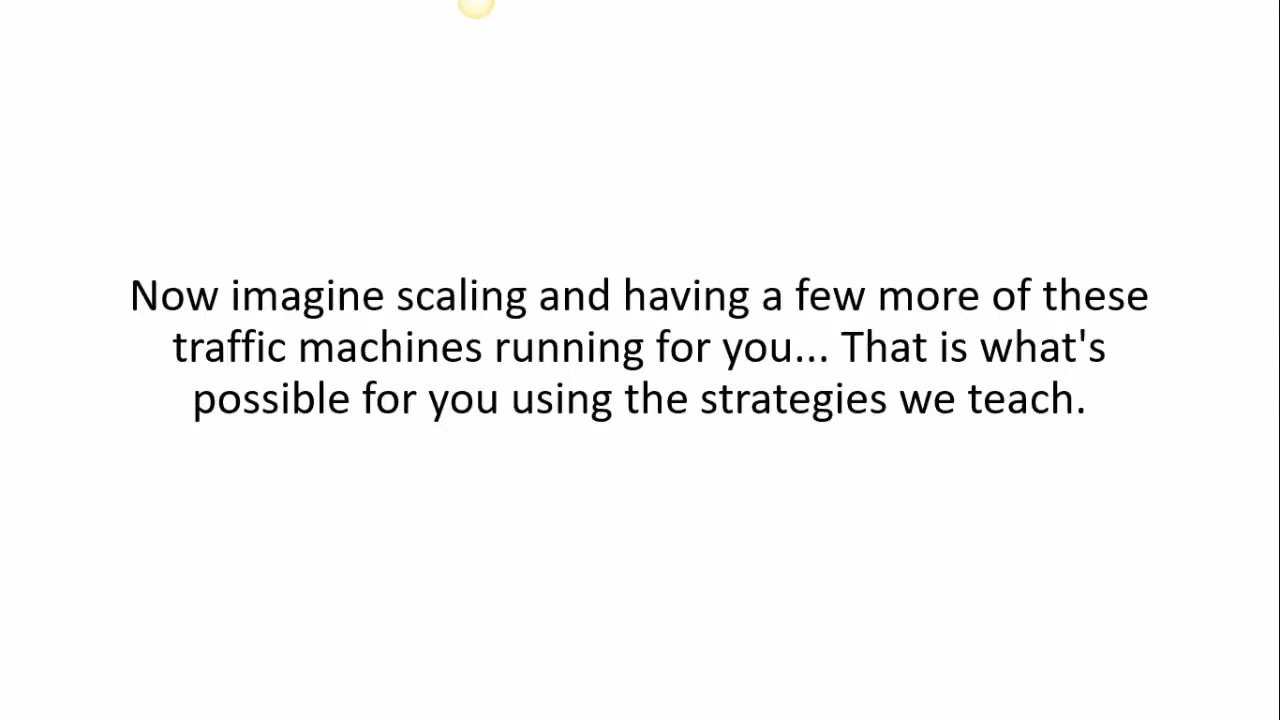 Now imagine scaling and having a few more of these
traffic machines running for you... That is what's
possible for you using the strategies we teach.